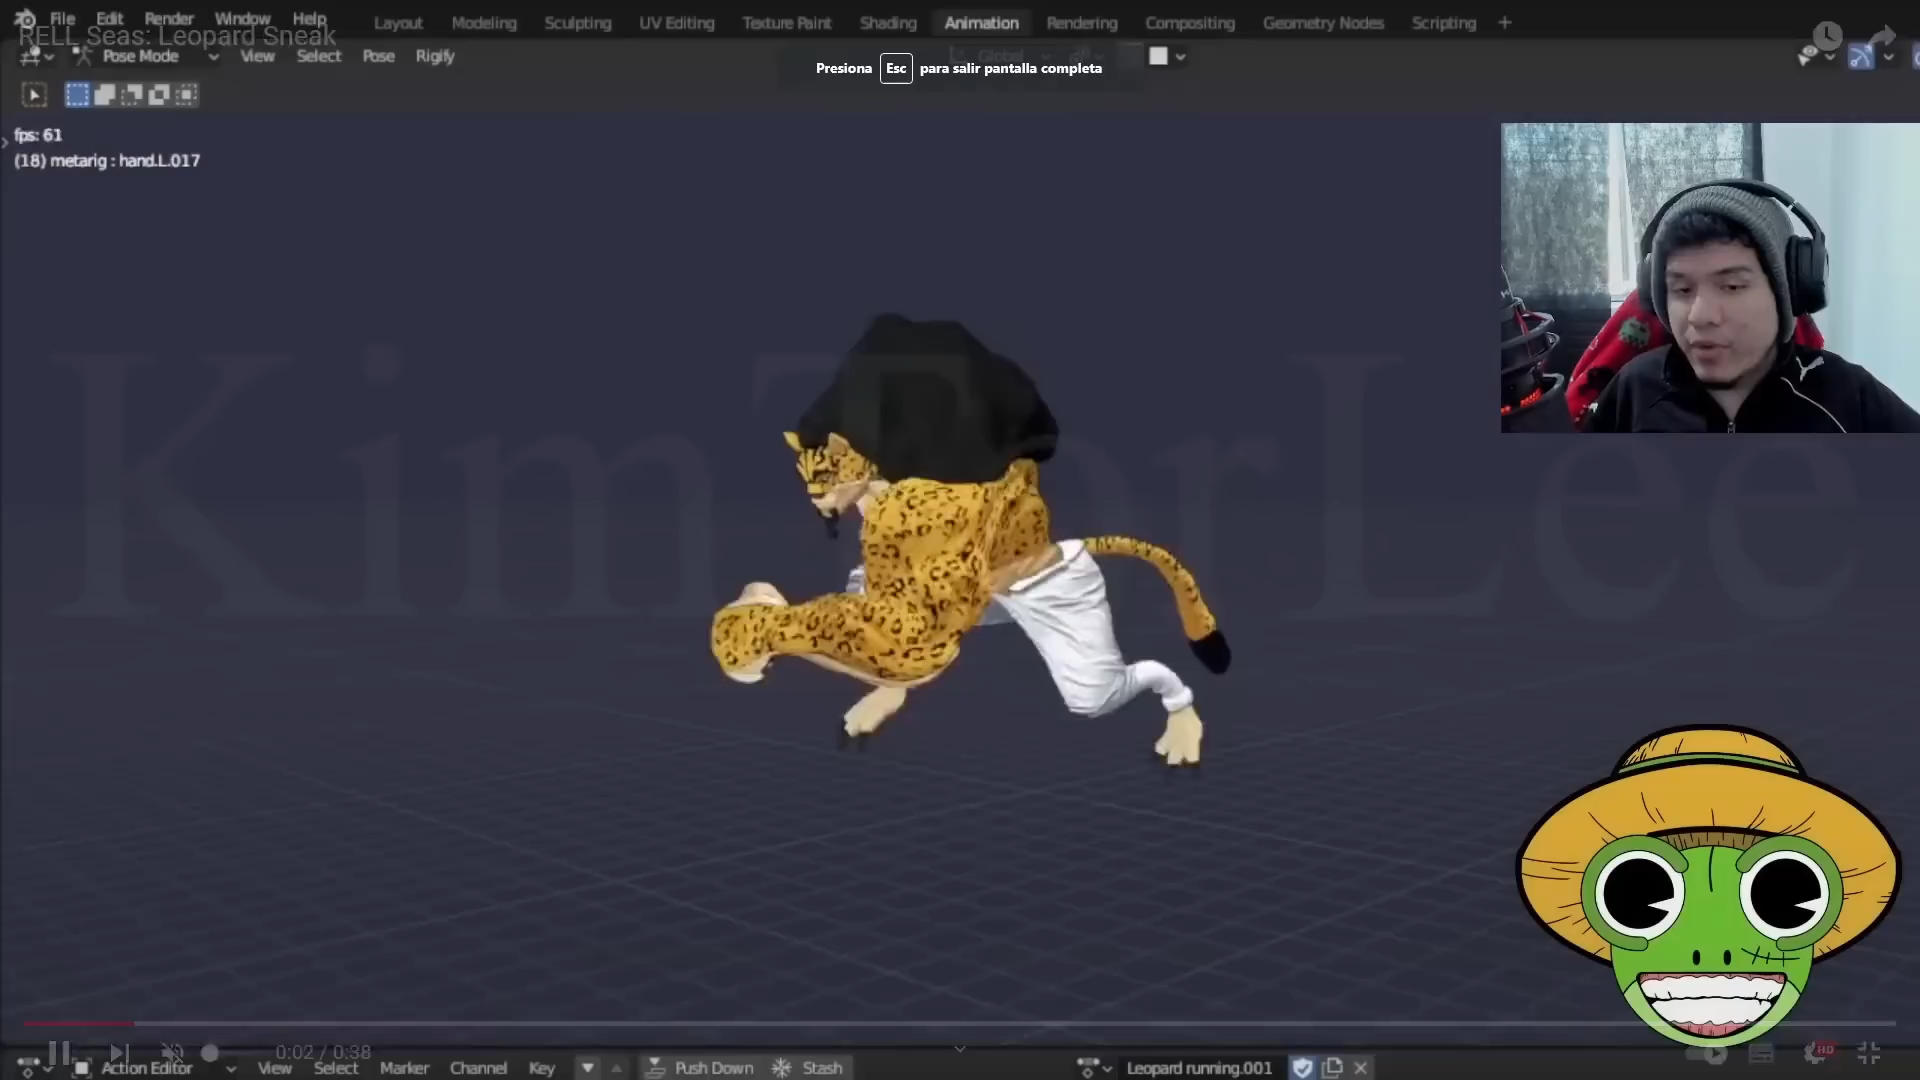 File Edit Render Window Help
Layout Modeling Sculpting UV Editing Texture Paint Shading Animation Rendering Compositing Geometry Nodes Scripting +
RELL Seas: Leopard Sneak
Pose Mode View Select Pose Rigify
Global
Presiona Esc para salir pantalla completa
fps: 61
(18) metarig : hand.L.017
KimTorLee
0:02 / 0:38
HD
Action Editor View Select Marker Channel Key Push Down Stash Leopard running.001